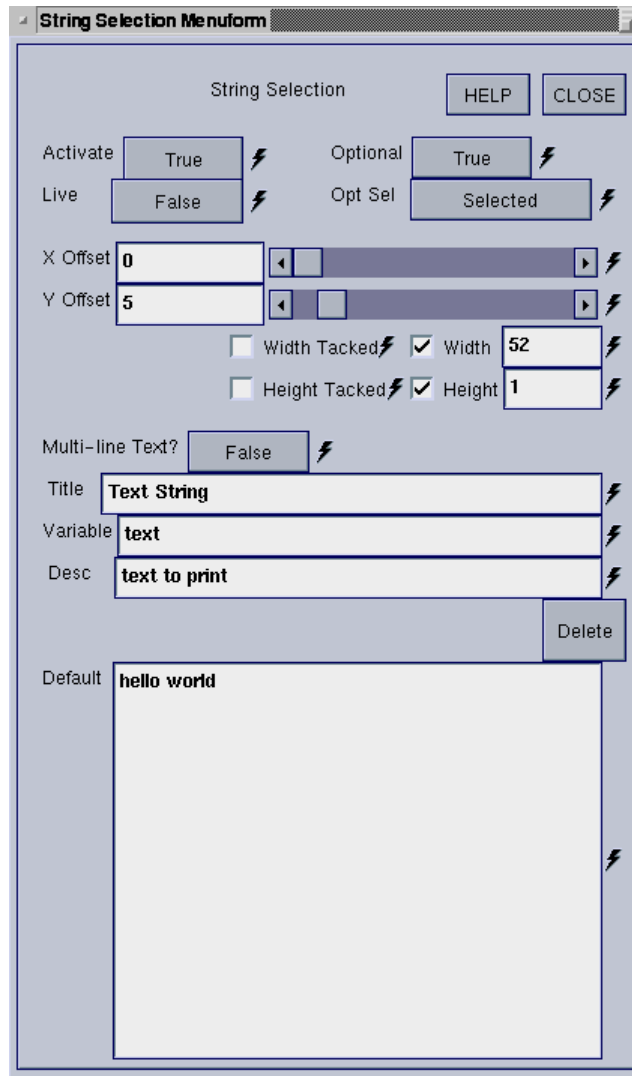 String Selection Menuform
String Selection HELP CLOSE
Activate True Optional True
Live False Opt Sel Selected
X Offset 0
Y Offset 5
Width Tacked Width 52
Height Tacked Height 1
Multi-line Text? False
Title Text String
Variable text
Desc text to print
Delete
Default hello world